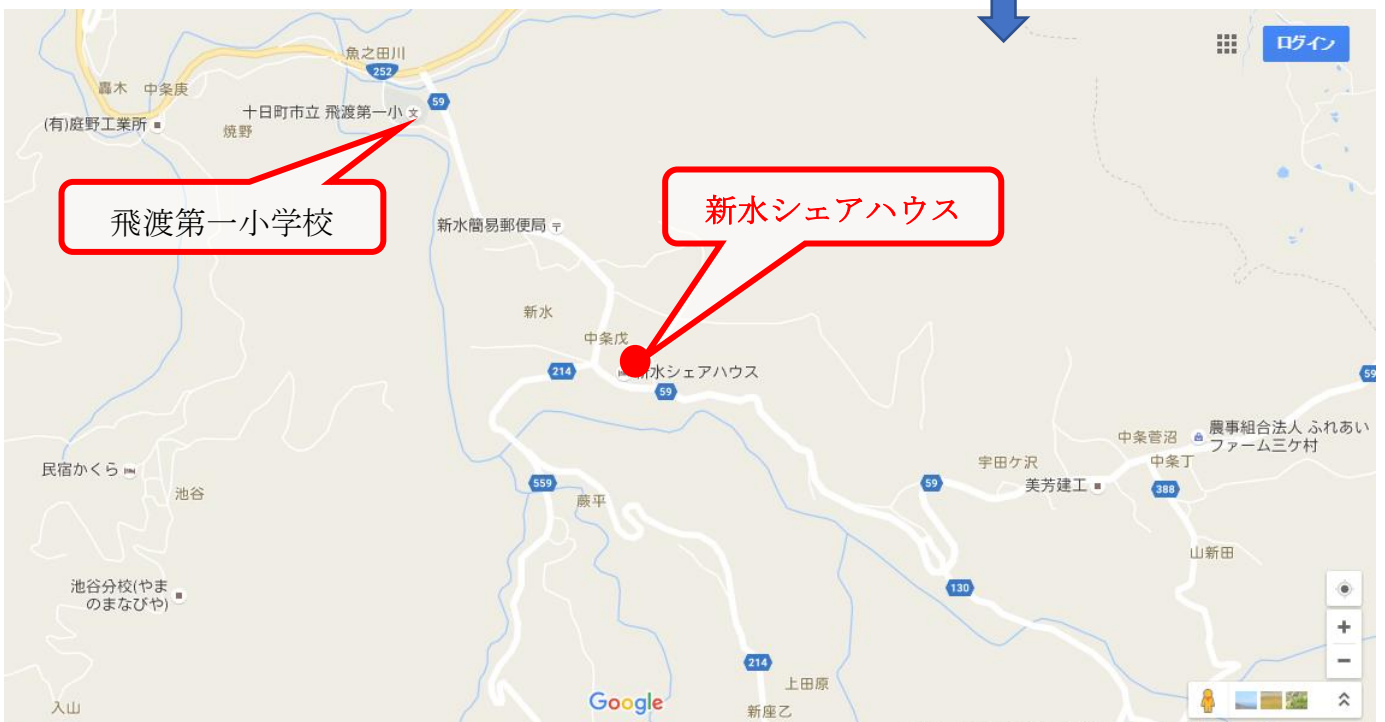 ログイン
魚之田川
252
轟木 中条庚
59
十日町市立 飛渡第一小
(有)庭野工業所
焼野
飛渡第一小学校
新水シェアハウス
新水簡易郵便局
新水
中条戊
214
水シェアハウス
59
59
農事組合法人 ふれあい
ファーム三ケ村
中条菅沼
中条丁
宇田ケ沢
59
美芳建工
388
民宿かくら
池谷
559
蕨平
山新田
池谷分校(やま
のまなびや)
130
214
上田原
入山
Google
新座乙